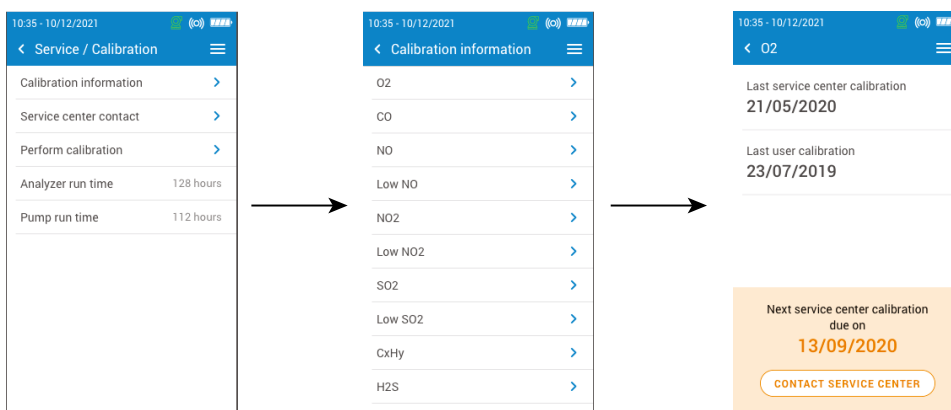 10:35 - 10/12/2021
Service / Calibration
Calibration information
Service center contact
Perform calibration
Analyzer run time 128 hours
Pump run time 112 hours
10:35 - 10/12/2021
Calibration information
O2
CO
NO
Low NO
NO2
Low NO2
SO2
Low SO2
CxHy
H2S
10:35 - 10/12/2021
O2
Last service center calibration
21/05/2020
Last user calibration
23/07/2019
Next service center calibration
due on
13/09/2020
CONTACT SERVICE CENTER